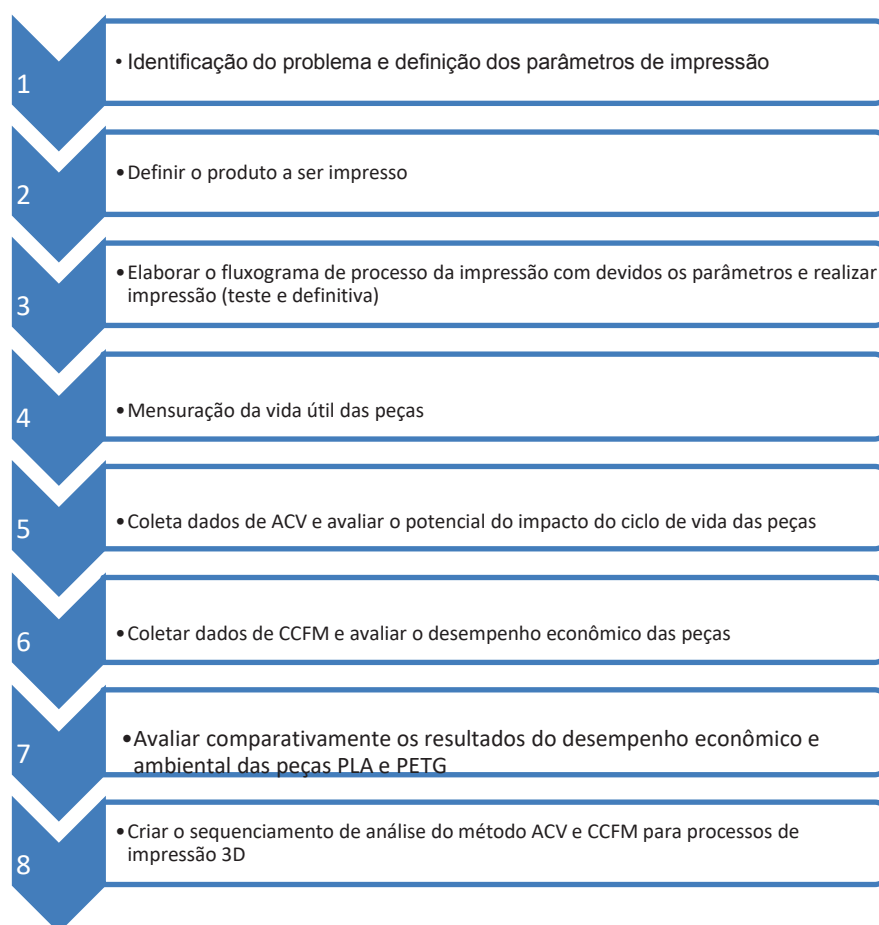 1
• Identificação do problema e definição dos parâmetros de impressão
2
•Definir o produto a ser impresso
3
•Elaborar o fluxograma de processo da impressão com devidos os parâmetros e realizar
impressão (teste e definitiva)
4
•Mensuração da vida útil das peças
5
•Coleta dados de ACV e avaliar o potencial do impacto do ciclo de vida das peças
6
•Coletar dados de CCFM e avaliar o desempenho econômico das peças
7
•Avaliar comparativamente os resultados do desempenho econômico e
ambiental das peças PLA e PETG
8
•Criar o sequenciamento de análise do método ACV e CCFM para processos de
impressão 3D